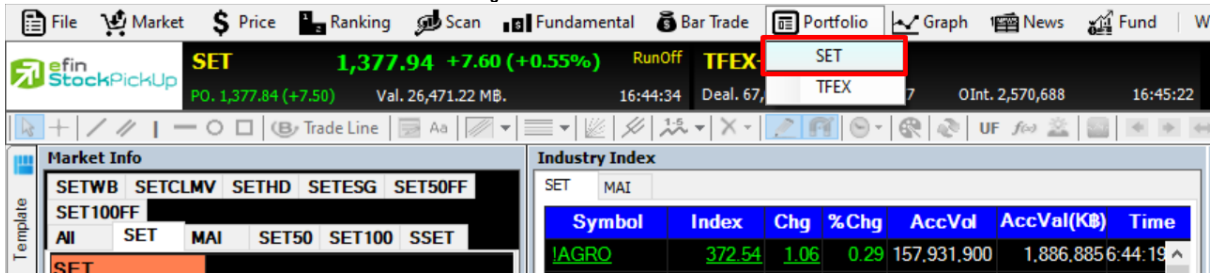 File Market $ Price Ranking Scan Fundamental Bar Trade Portfolio Graph News Fund W
efin
StockPickUp
SET 1,377.94 +7.60 (+0.55%) RunOff TFEX
SET
PO. 1,377.84 (+7.50) Val. 26,471.22 MB. 16:44:34 Deal. 67, TFEX 7 OInt. 2,570,688 16:45:22
B Trade Line Aa 1-5 X UF f(x)
Template
Market Info Industry Index
SETWB SETCLMV SETHD SETESG SET50FF
SET100FF
All SET MAI SET50 SET100 SSET
SET
SET MAI
Symbol Index Chg %Chg AccVol AccVal(K฿) Time
!AGRO 372.54 1.06 0.29 157,931,900 1,886,885 6:44:19